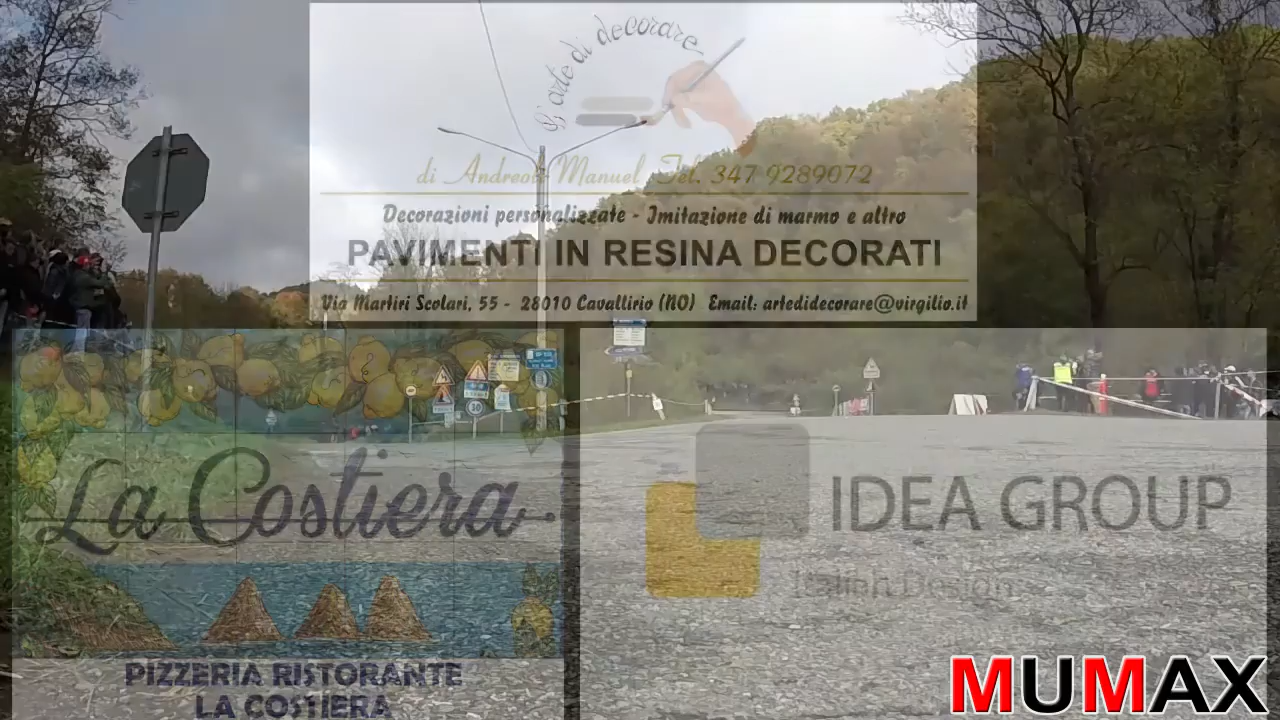 L'arte di decorare
di Andreoli Manuel Tel. 347 9289072
Decorazioni personalizzate - Imitazione di marmo e altro
PAVIMENTI IN RESINA DECORATI
Via Martiri Scolari, 55 - 28010 Cavallirio (NO) Email: artedidecorare@virgilio.it
La Costiera
IDEA GROUP
Italian Design
PIZZERIA RISTORANTE
LA COSTIERA
MUMAX